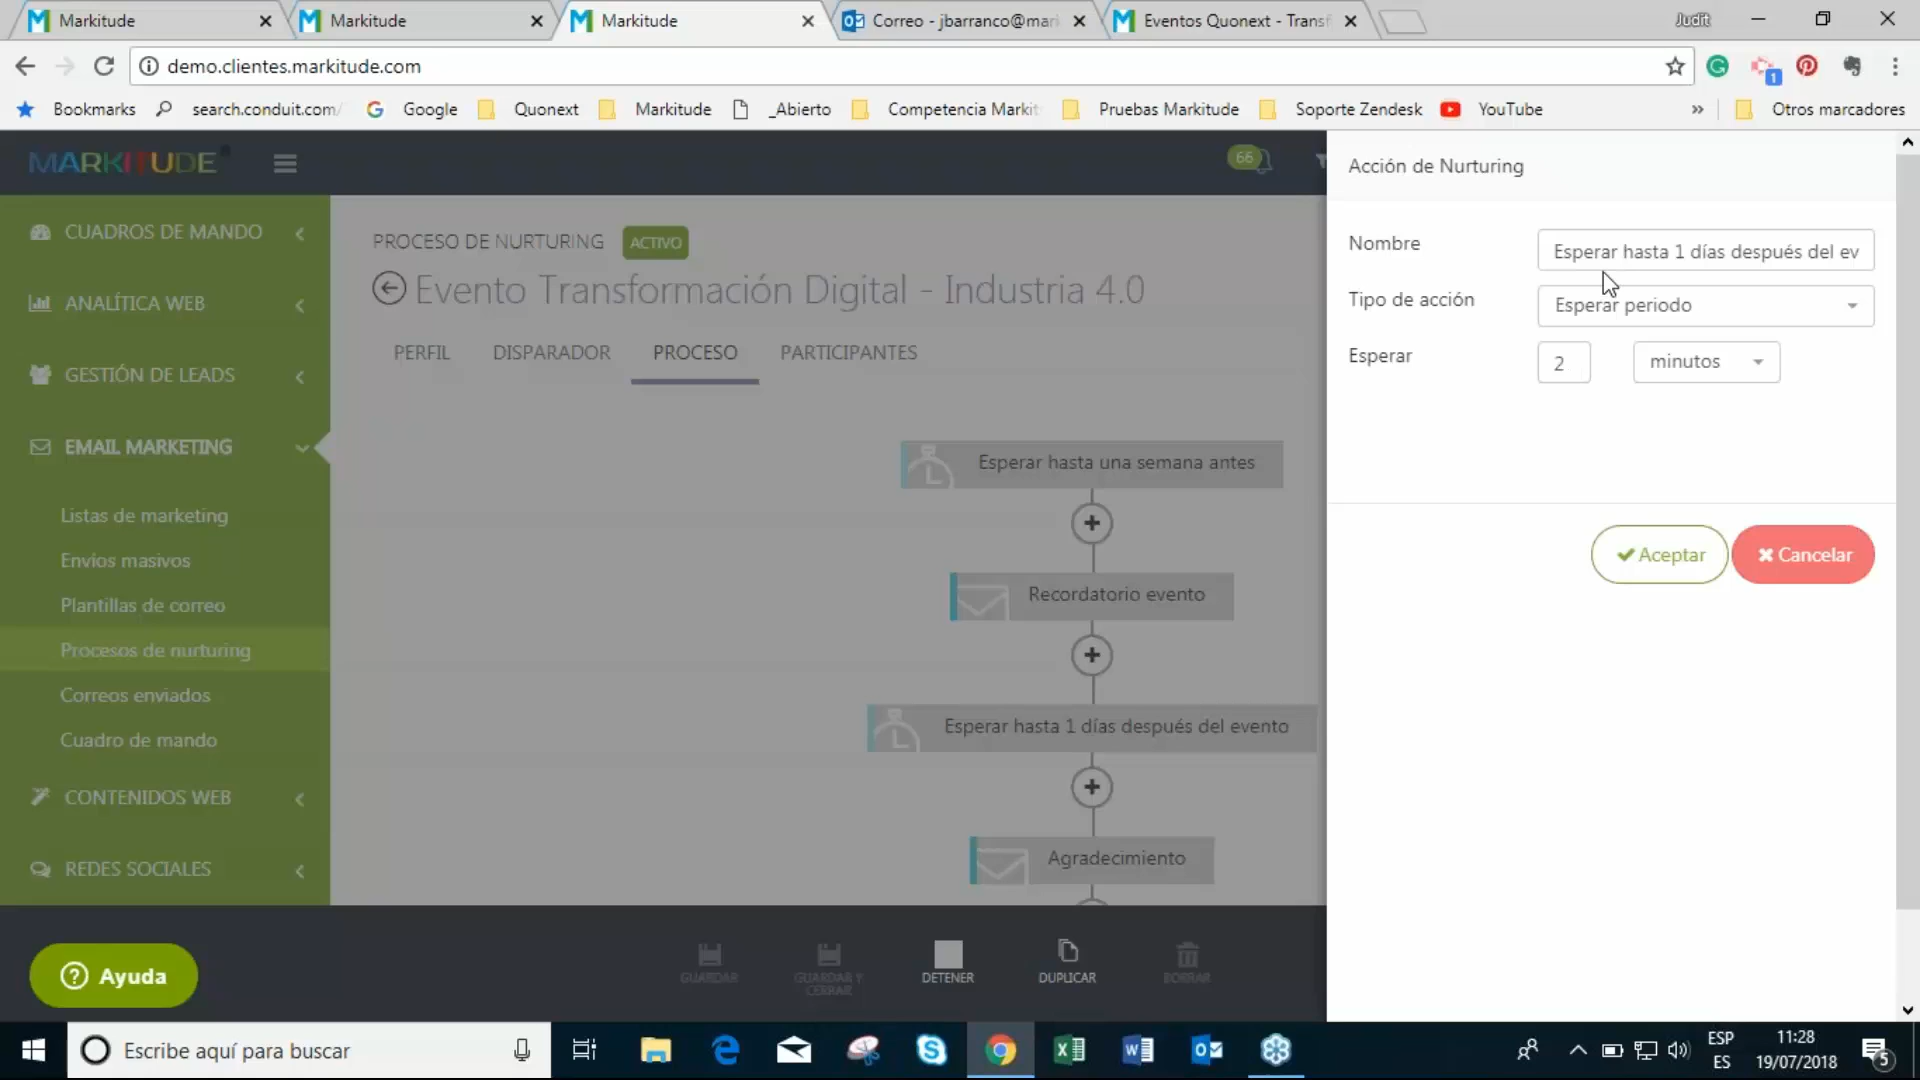 Markitude
Markitude
Markitude
Correo - jbarranco@mar
Eventos Quonext - Transf
Judit
demo.clientes.markitude.com
1
Bookmarks
search.conduit.com/
Google
Quonext
Markitude
_Abierto
Competencia Markit
Pruebas Markitude
Soporte Zendesk
YouTube
»
Otros marcadores
MARKITUDE
66
Acción de Nurturing
CUADROS DE MANDO
ANALÍTICA WEB
GESTIÓN DE LEADS
EMAIL MARKETING
Listas de marketing
Envíos masivos
Plantillas de correo
Procesos de nurturing
Correos enviados
Cuadro de mando
CONTENIDOS WEB
REDES SOCIALES
PROCESO DE NURTURING ACTIVO
Evento Transformación Digital - Industria 4.0
PERFIL DISPARADOR PROCESO PARTICIPANTES
Esperar hasta una semana antes
Recordatorio evento
Esperar hasta 1 días después del evento
Agradecimiento
Nombre Esperar hasta 1 días después del ev
Tipo de acción Esperar periodo
Esperar 2 minutos
Aceptar Cancelar
Ayuda
GUARDAR
GUARDAR Y
CERRAR
DETENER
DUPLICAR
BORRAR
Escribe aquí para buscar
ESP
ES
11:28
19/07/2018
5